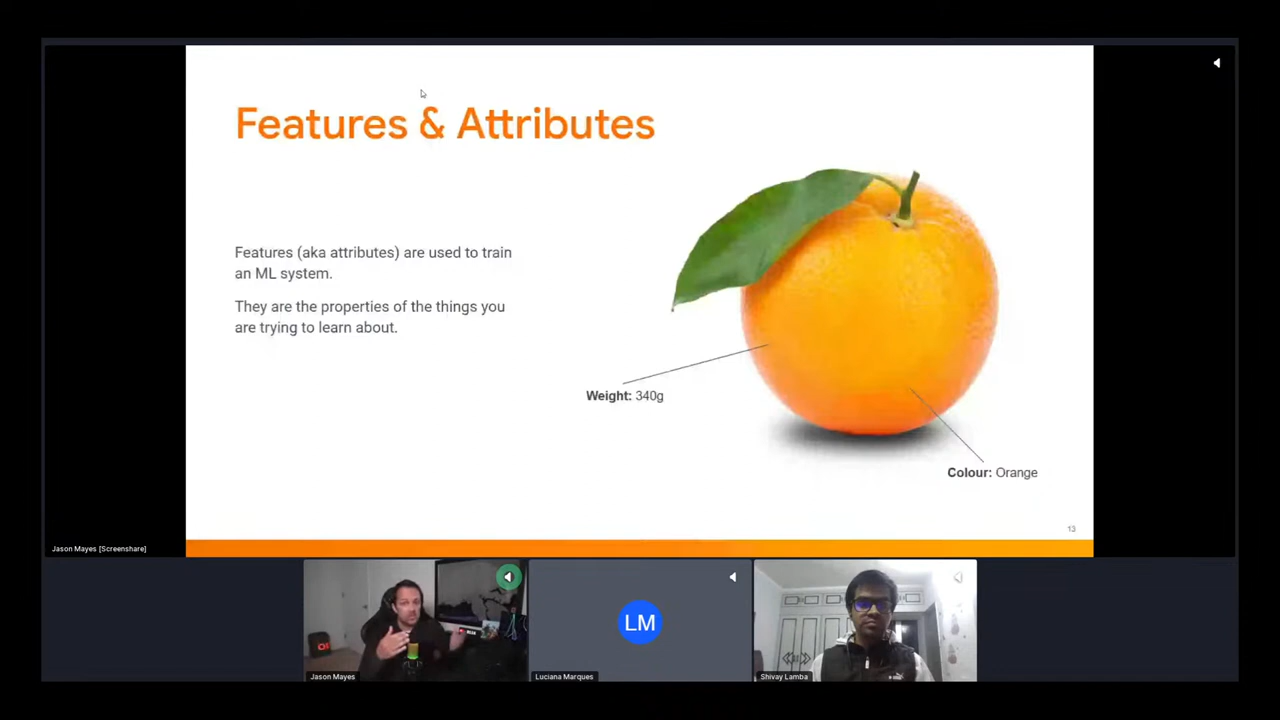 Features & Attributes
Features (aka attributes) are used to train
an ML system.
They are the properties of the things you
are trying to learn about.
Weight: 340g
Colour: Orange
13
Jason Mayes [Screenshare]
LM
Jason Mayes
Luciana Marques
Shivay Lamba